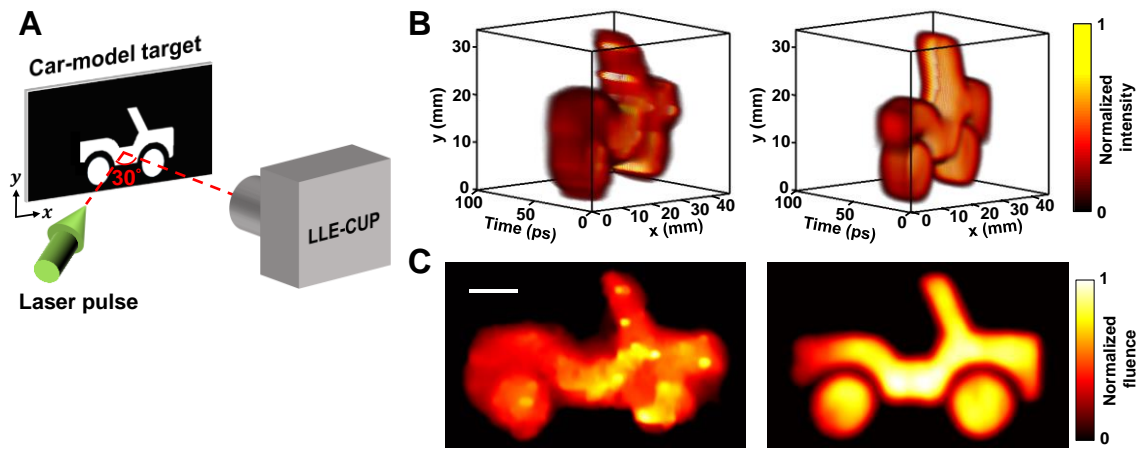 A
Car-model target
30°
y
x
LLE-CUP
Laser pulse
B
30
20
10
0
y (mm)
100
50
0
Time (ps)
0
10
20
30
40
x (mm)
30
20
10
0
y (mm)
100
50
0
Time (ps)
0
10
20
30
40
x (mm)
1
0
Normalized
intensity
C
1
0
Normalized
fluence